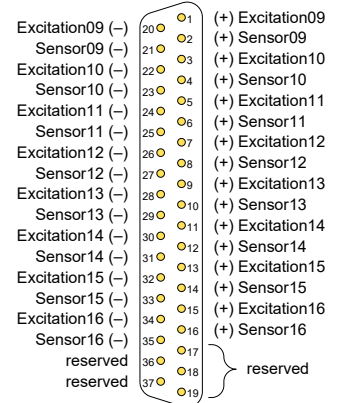 1 (+) Excitation09
Excitation09 (–) 20
2 (+) Sensor09
Sensor09 (–) 21
3 (+) Excitation10
Excitation10 (–) 22
4 (+) Sensor10
Sensor10 (–) 23
5 (+) Excitation11
Excitation11 (–) 24
6 (+) Sensor11
Sensor11 (–) 25
7 (+) Excitation12
Excitation12 (–) 26
8 (+) Sensor12
Sensor12 (–) 27
9 (+) Excitation13
Excitation13 (–) 28
10 (+) Sensor13
Sensor13 (–) 29
11 (+) Excitation14
Excitation14 (–) 30
12 (+) Sensor14
Sensor14 (–) 31
13 (+) Excitation15
Excitation15 (–) 32
14 (+) Sensor15
Sensor15 (–) 33
15 (+) Excitation16
Excitation16 (–) 34
16 (+) Sensor16
Sensor16 (–) 35
17
reserved 36
18 reserved
reserved 37
19